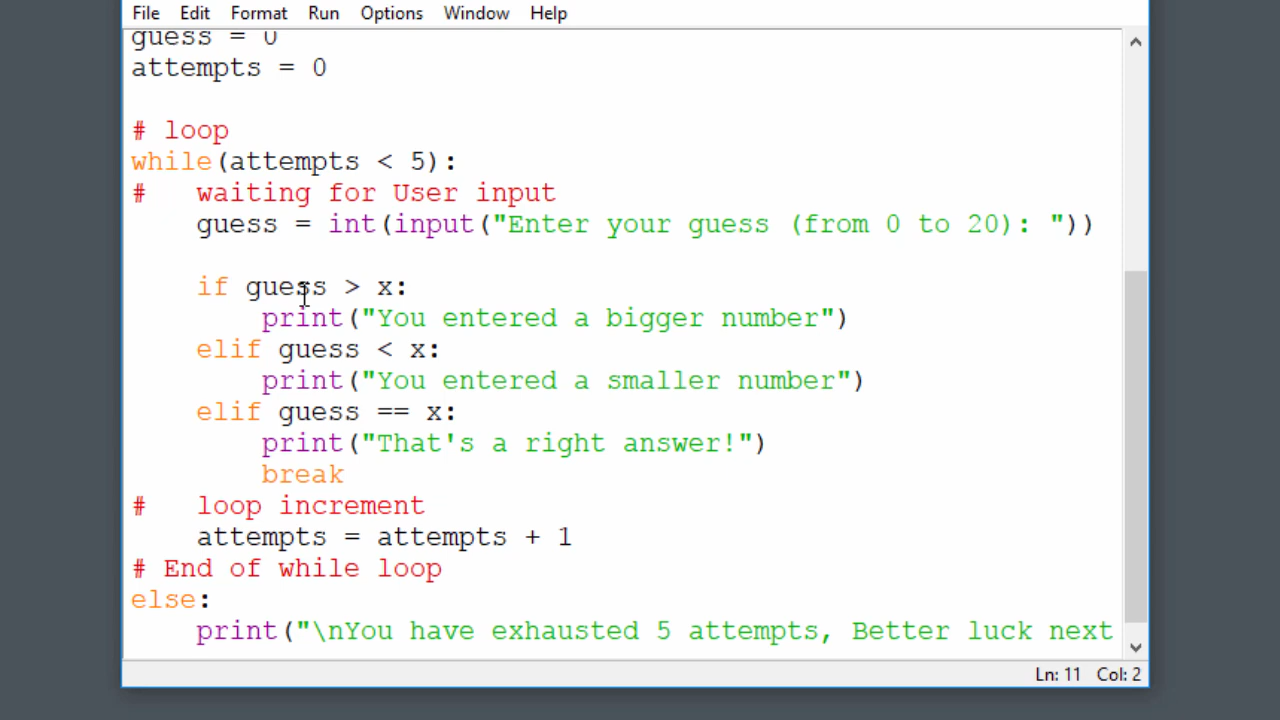 File Edit Format Run Options Window Help
guess = 0
attempts = 0
# loop
while(attempts < 5):
#   waiting for User input
    guess = int(input("Enter your guess (from 0 to 20): "))
    if guess > x:
        print("You entered a bigger number")
    elif guess < x:
        print("You entered a smaller number")
    elif guess == x:
        print("That's a right answer!")
        break
#   loop increment
    attempts = attempts + 1
# End of while loop
else:
    print("\nYou have exhausted 5 attempts, Better luck next
Ln: 11 Col: 2